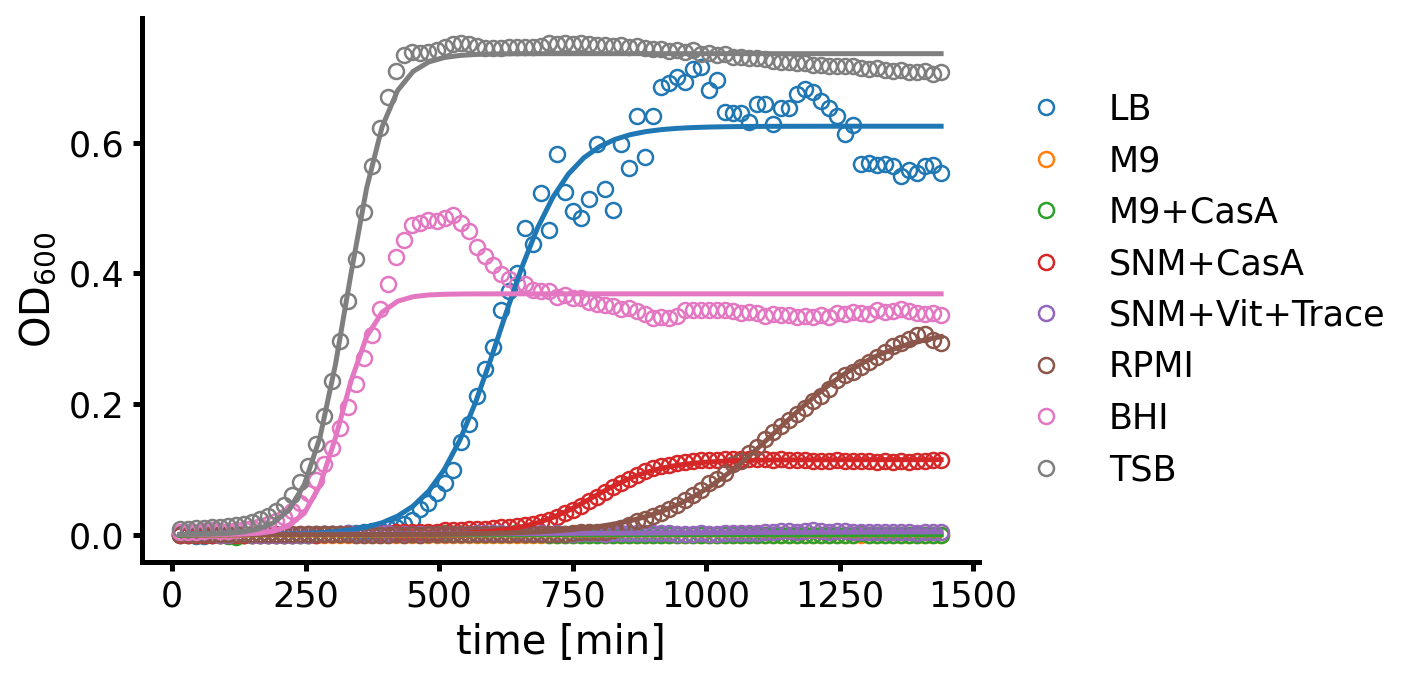 OD600
0.6
0.4
0.2
0.0
0 250 500 750 1000 1250 1500
time [min]
LB
M9
M9+CasA
SNM+CasA
SNM+Vit+Trace
RPMI
BHI
TSB